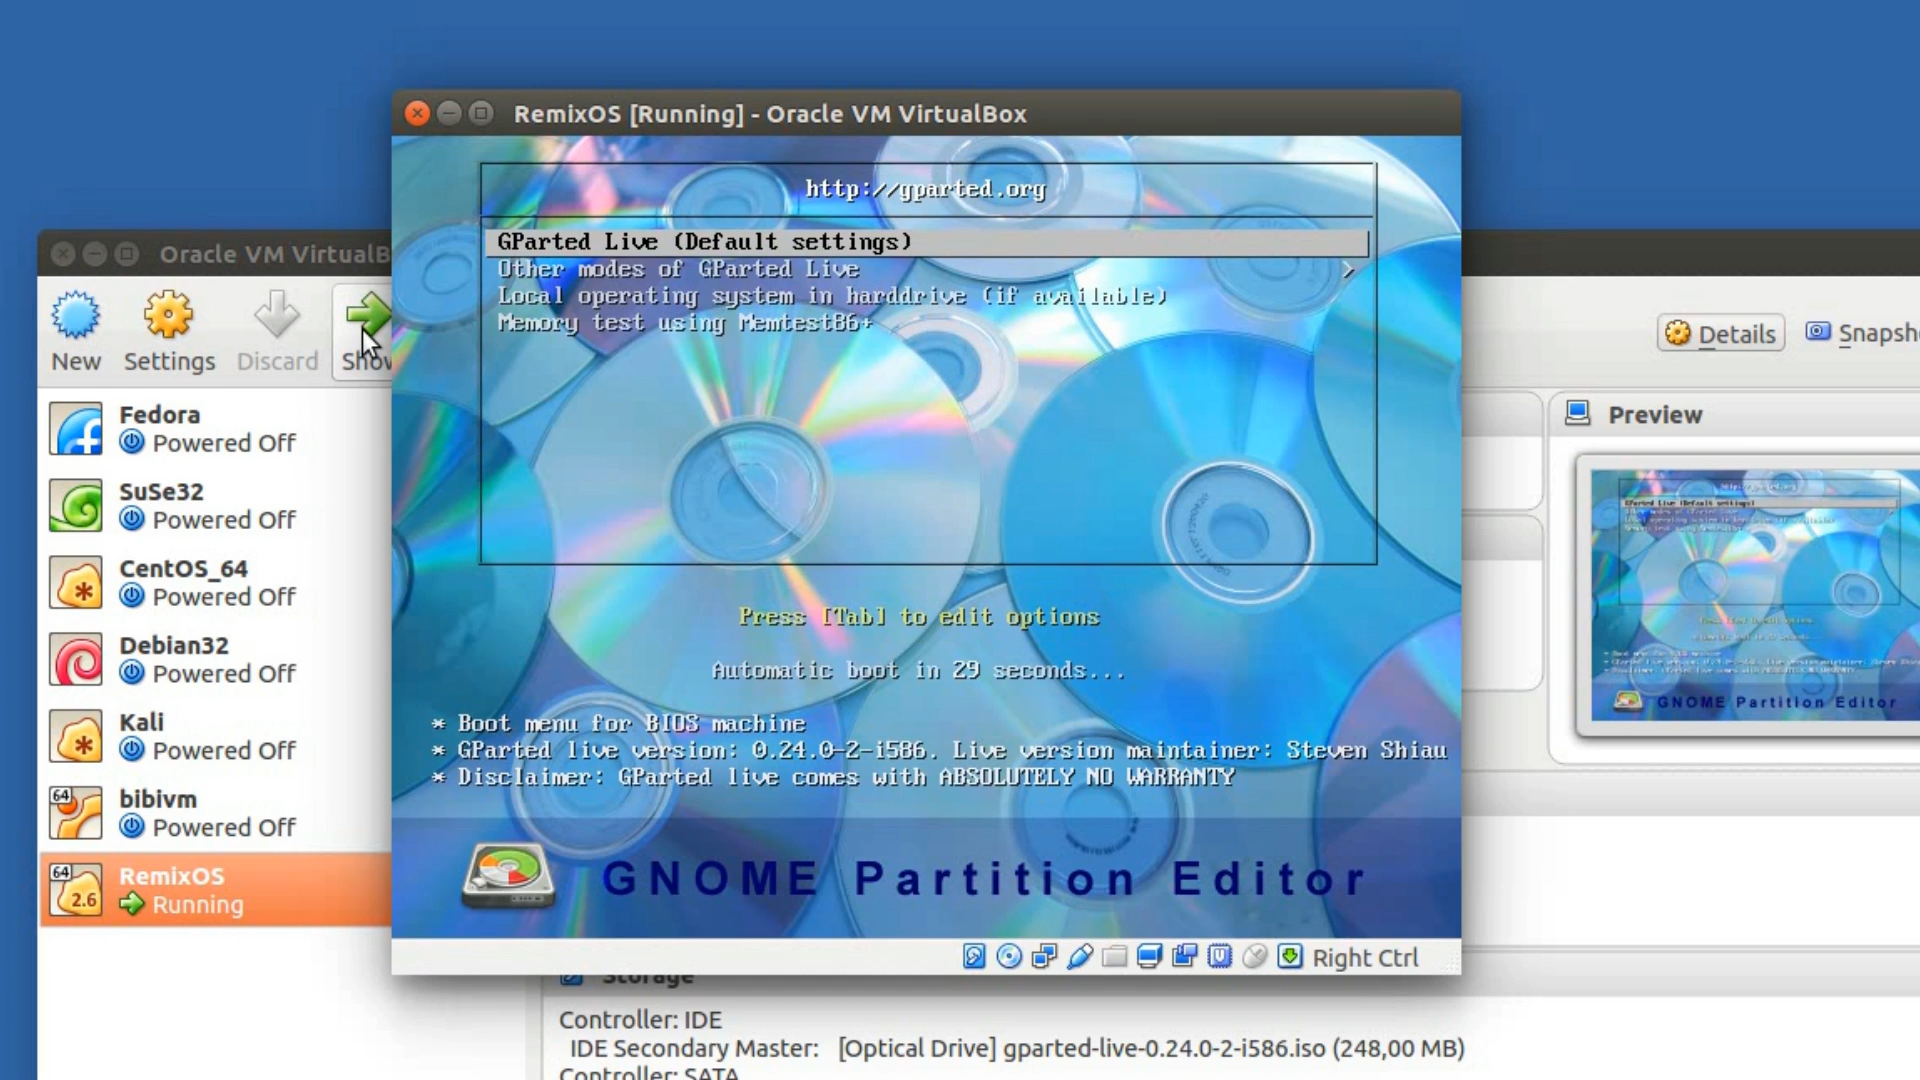 RemixOS [Running] - Oracle VM VirtualBox
http://gparted.org
GParted Live (Default settings)
Other modes of GParted Live
Local operating system in harddrive (if available)
Memory test using Memtest86+
Press [Tab] to edit options
Automatic boot in 29 seconds...
* Boot menu for BIOS machine
* GParted live version: 0.24.0-2-i586. Live version maintainer: Steven Shiau
* Disclaimer: GParted live comes with ABSOLUTELY NO WARRANTY
GNOME Partition Editor
Right Ctrl
Oracle VM VirtualB
New
Settings
Discard
Show
Details
Snapsh
Fedora
Powered Off
SuSe32
Powered Off
CentOS_64
Powered Off
Debian32
Powered Off
Kali
Powered Off
64
bibivm
Powered Off
64
2.6
RemixOS
Running
Preview
GParted Live (Default settings)
GNOME Partition Editor
Storage
Controller: IDE
IDE Secondary Master: [Optical Drive] gparted-live-0.24.0-2-i586.iso (248,00 MB)
Controller: SATA